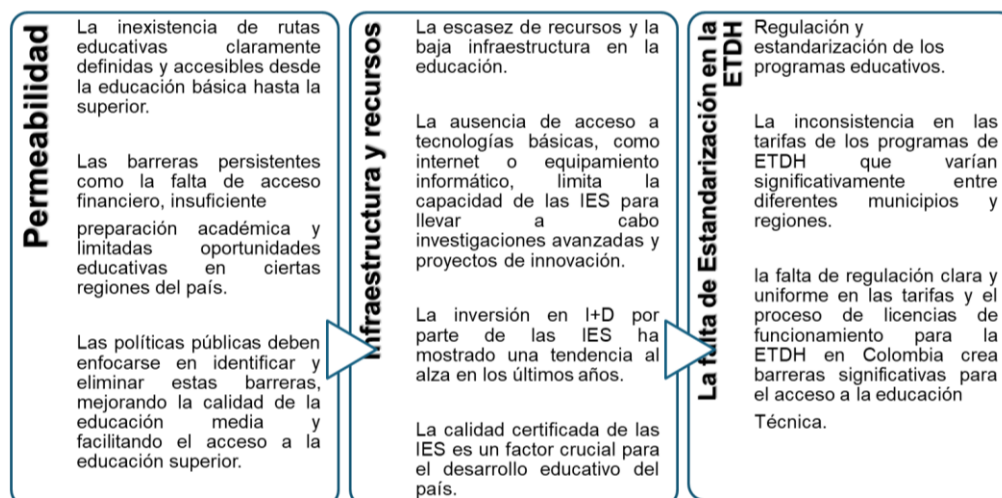 Permeabilidad
La inexistencia de rutas
educativas claramente
definidas y accesibles desde
la educación básica hasta la
superior.
Las barreras persistentes
como la falta de acceso
financiero, insuficiente
preparación académica y
limitadas oportunidades
educativas en ciertas
regiones del país.
Las políticas públicas deben
enfocarse en identificar y
eliminar estas barreras,
mejorando la calidad de la
educación media y
facilitando el acceso a la
educación superior.
Infraestructura y recursos
La escasez de recursos y la
baja infraestructura en la
educación.
La ausencia de acceso a
tecnologías básicas, como
internet o equipamiento
informático, limita la
capacidad de las IES para
llevar a cabo
investigaciones avanzadas y
proyectos de innovación.
La inversión en I+D por
parte de las IES ha
mostrado una tendencia al
alza en los últimos años.
La calidad certificada de las
IES es un factor crucial para
el desarrollo educativo del
país.
La falta de Estandarización en la
ETDH
Regulación y
estandarización de los
programas educativos.
La inconsistencia en las
tarifas de los programas de
ETDH que varían
significativamente entre
diferentes municipios y
regiones.
la falta de regulación clara y
uniforme en las tarifas y el
proceso de licencias de
funcionamiento para la
ETDH en Colombia crea
barreras significativas para
el acceso a la educación
Técnica.